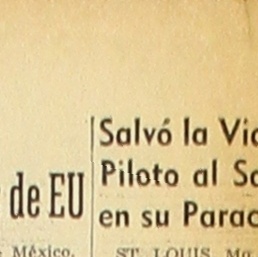 de EU
México.
Salvó la
Piloto al
en su
ST. LOUIS,